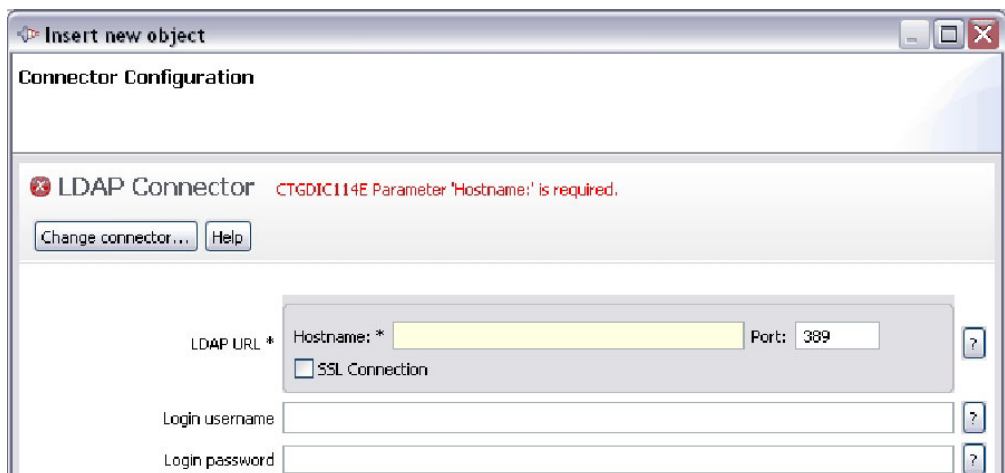 Insert new object
Connector Configuration
LDAP Connector CTGDIC114E Parameter 'Hostname:' is required.
Change connector... Help
LDAP URL * Hostname: * Port: 389 ?
SSL Connection
Login username ?
Login password ?